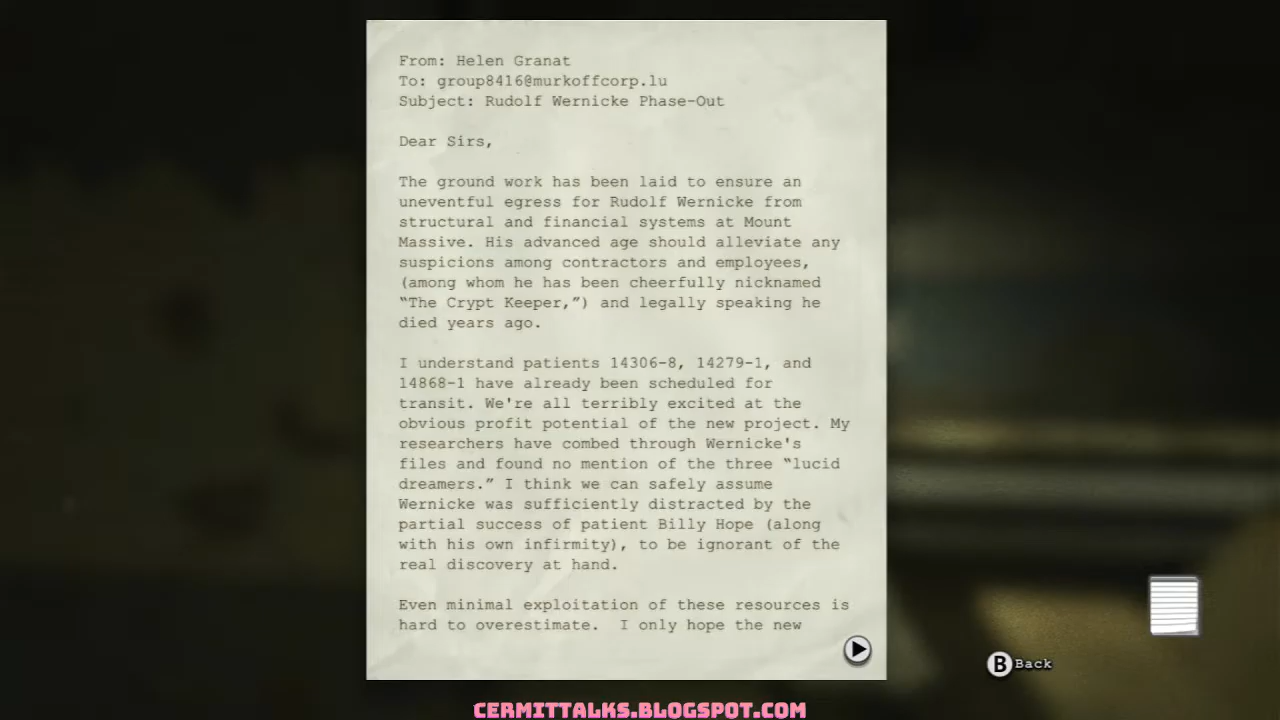 From: Helen Granat
To: group8416@murkoffcorp.lu
Subject: Rudolf Wernicke Phase-Out
Dear Sirs,
The ground work has been laid to ensure an
uneventful egress for Rudolf Wernicke from
structural and financial systems at Mount
Massive. His advanced age should alleviate any
suspicions among contractors and employees,
(among whom he has been cheerfully nicknamed
“The Crypt Keeper,”) and legally speaking he
died years ago.
I understand patients 14306-8, 14279-1, and
14868-1 have already been scheduled for
transit. We're all terribly excited at the
obvious profit potential of the new project. My
researchers have combed through Wernicke's
files and found no mention of the three “lucid
dreamers.” I think we can safely assume
Wernicke was sufficiently distracted by the
partial success of patient Billy Hope (along
with his own infirmity), to be ignorant of the
real discovery at hand.
Even minimal exploitation of these resources is
hard to overestimate.  I only hope the new
B Back
CERMITTALKS.BLOGSPOT.COM